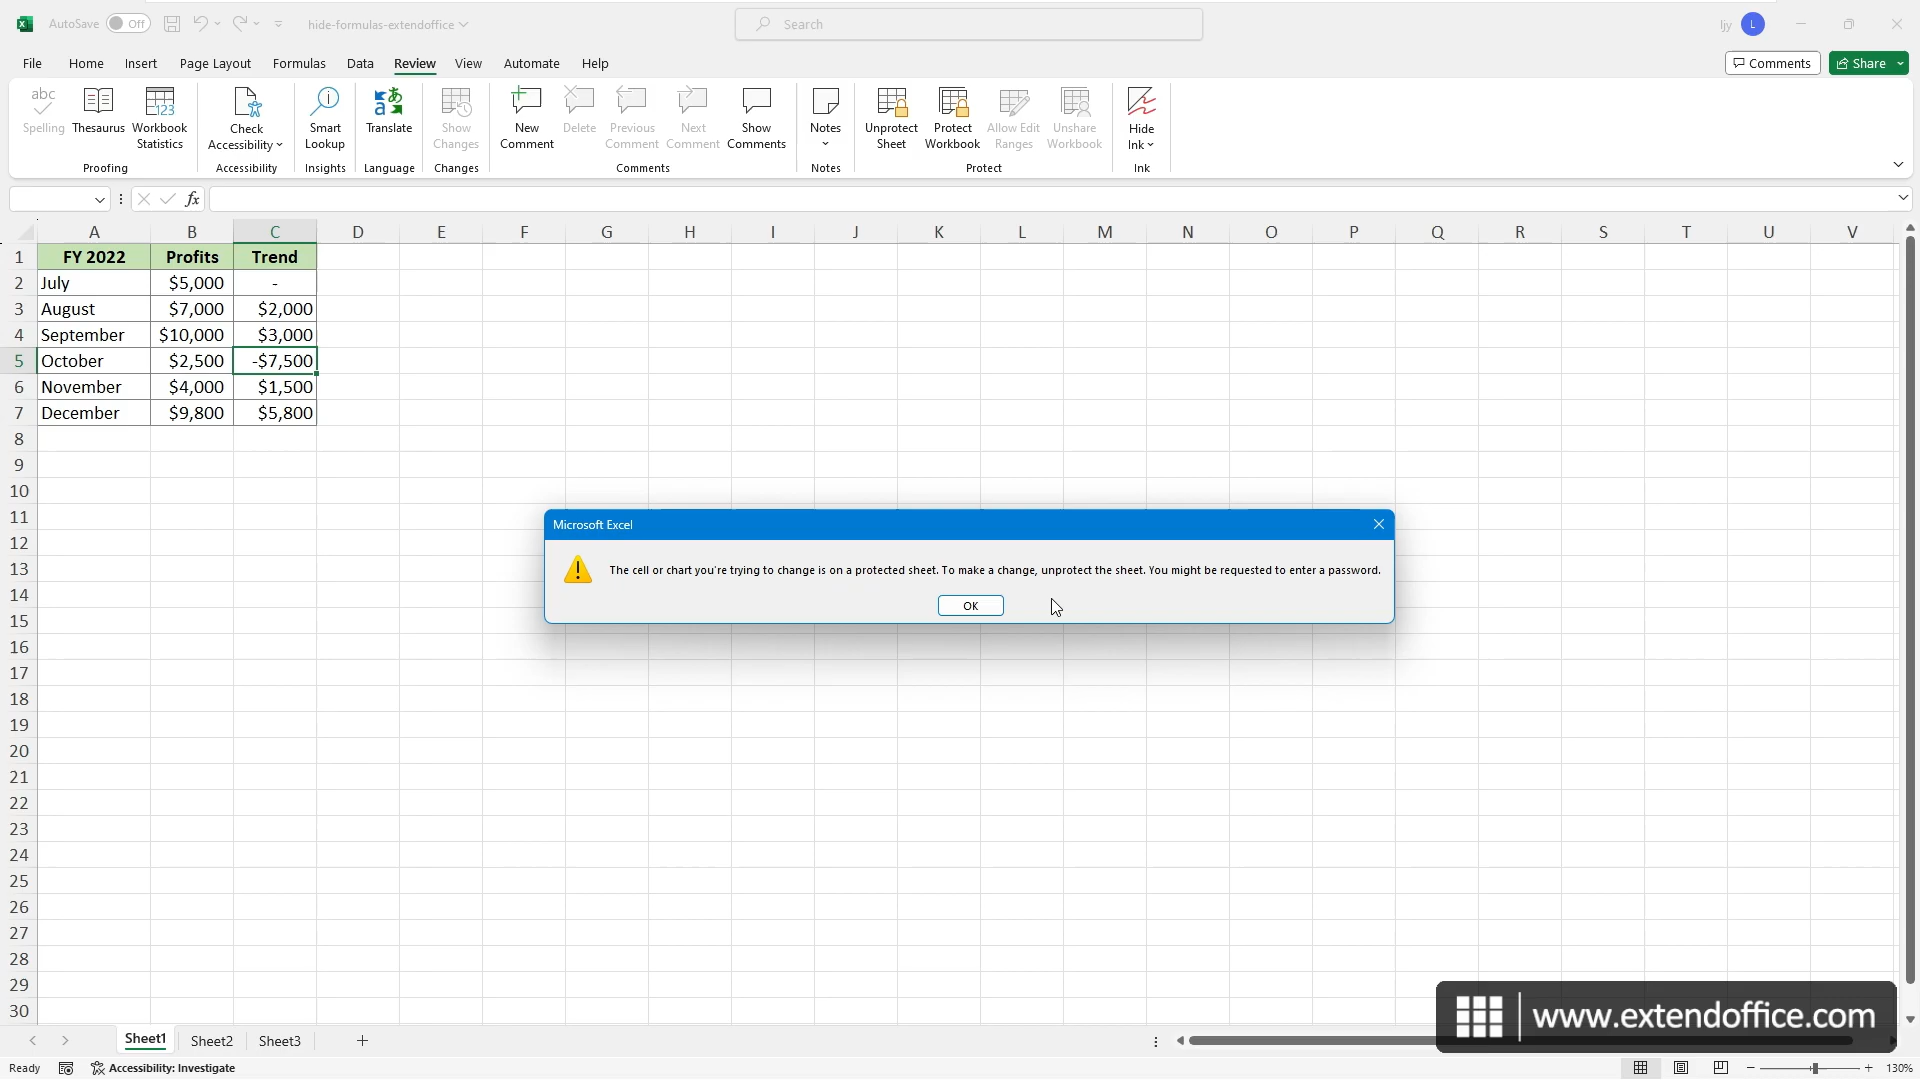 AutoSave Off hide-formulas-extendoffice Search ljy L
File Home Insert Page Layout Formulas Data Review View Automate Help Comments Share
abc
Spelling Thesaurus Workbook Statistics Check Accessibility Smart Lookup Translate Show Changes New Comment Delete Previous Comment Next Comment Show Comments Notes Unprotect Sheet Protect Workbook Allow Edit Ranges Unshare Workbook Hide Ink
Proofing Accessibility Insights Language Changes Comments Notes Protect Ink
fx
A B C D E F G H I J K L M N O P Q R S T U V
1 FY 2022 Profits Trend
2 July $5,000 -
3 August $7,000 $2,000
4 September $10,000 $3,000
5 October $2,500 -$7,500
6 November $4,000 $1,500
7 December $9,800 $5,800
8
9
10
11
Microsoft Excel
12
13
The cell or chart you're trying to change is on a protected sheet. To make a change, unprotect the sheet. You might be requested to enter a password.
14
OK
15
16
17
18
19
20
21
22
23
24
25
26
27
28
29
30
www.extendoffice.com
Sheet1 Sheet2 Sheet3
Ready Accessibility: Investigate 130%